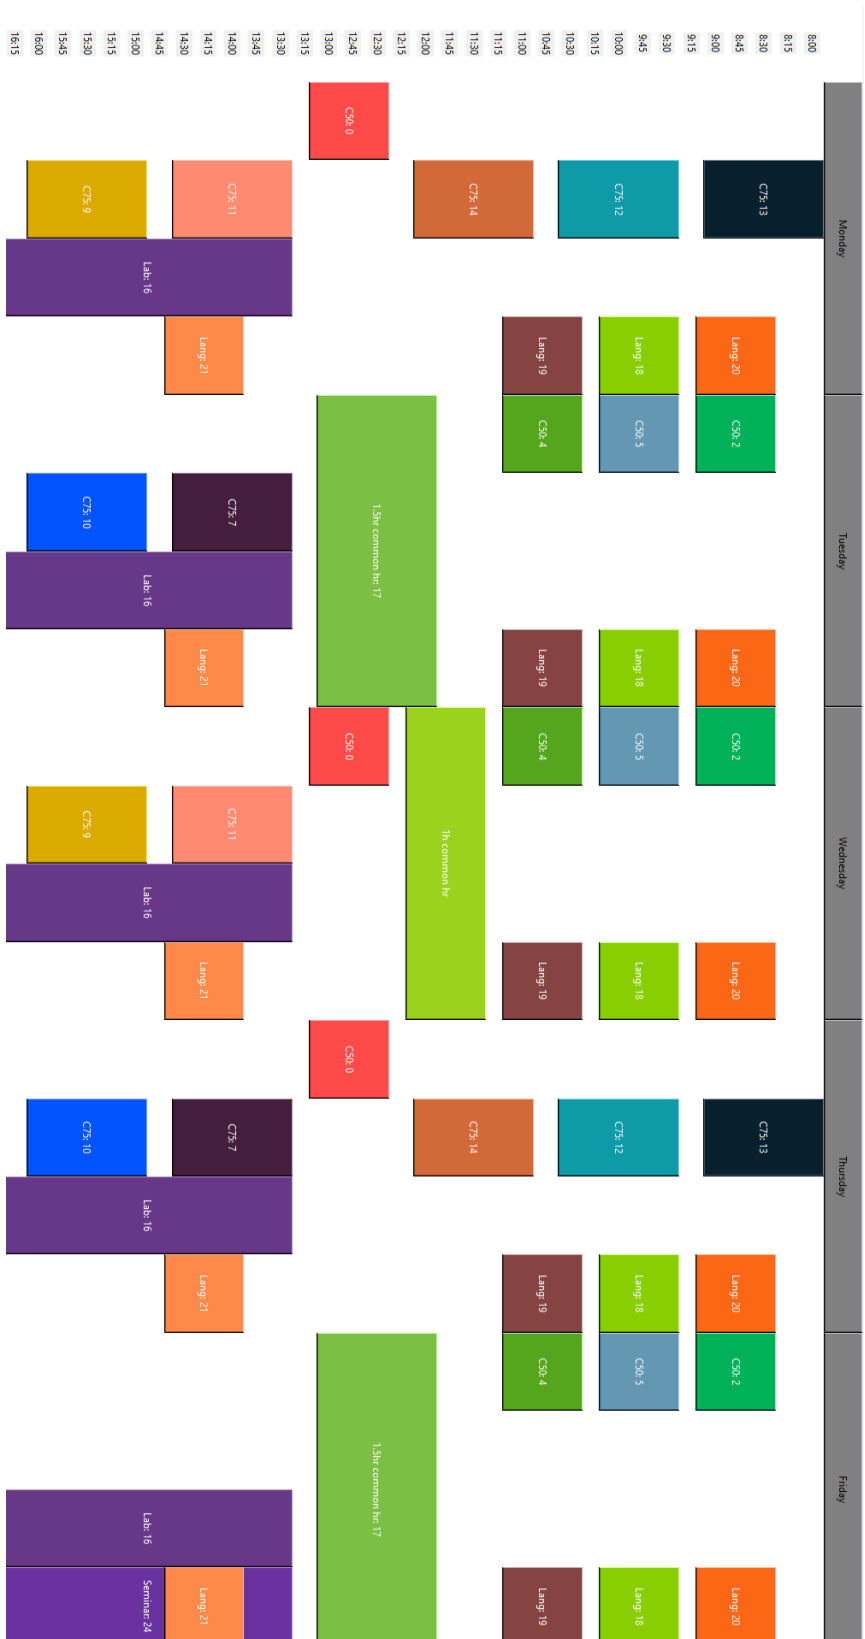 Monday Tuesday Wednesday Thursday Friday
8:00
8:15
8:30
C75: 13 C75: 13
8:45
Lang: 20 C50: 2 Lang: 20 C50: 2 Lang: 20 Lang: 20 C50: 2 Lang: 20
9:00
9:15
9:30
9:45
Lang: 18 C50: 5 Lang: 18 C50: 5 Lang: 18 Lang: 18 C50: 5 Lang: 18
10:00
C75: 12 C75: 12
10:15
10:30
10:45
Lang: 19 C50: 4 Lang: 19 C50: 4 Lang: 19 Lang: 19 C50: 4 Lang: 19
11:00
11:15
11:30
C75: 14 C75: 14
11:45
1h common hr
12:00
12:15
12:30
1.5hr common hr: 17 1.5hr common hr: 17
12:45
C50: 0 C50: 0 C50: 0
13:00
13:15
13:30
13:45
14:00
C75: 11 C75: 7 C75: 11 C75: 7
14:15
Lang: 21 Lang: 21 Lang: 21 Lang: 21 Lang: 21
14:30
14:45
15:00
Lab: 16 Lab: 16 Lab: 16 Lab: 16 Lab: 16 Seminar: 24
15:15
15:30
C75: 9 C75: 10 C75: 9 C75: 10
15:45
16:00
16:15